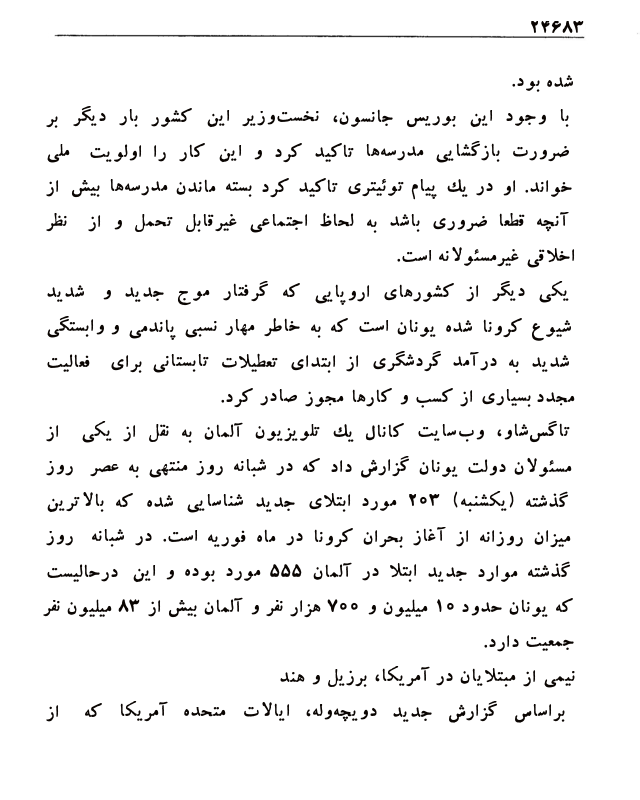 ۲۴۶۸۳
شده بود.
با وجود این بوریس جانسون، نخست‌وزیر این کشور بار دیگر بر
ضرورت بازگشایی مدرسه‌ها تاکید کرد و این کار را اولویت ملی
خواند. او در یك پیام توئیتری تاکید کرد بسته ماندن مدرسه‌ها بیش از
آنچه قطعا ضروری باشد به لحاظ اجتماعی غیرقابل تحمل و از نظر
اخلاقی غیرمسئولانه است.
یکی دیگر از کشورهای اروپایی که گرفتار موج جدید و شدید
شیوع کرونا شده یونان است که به خاطر مهار نسبی پاندمی و وابستگی
شدید به درآمد گردشگری از ابتدای تعطیلات تابستانی برای فعالیت
مجدد بسیاری از کسب و کارها مجوز صادر کرد.
تاگس‌شاو، وب‌سایت کانال یك تلویزیون آلمان به نقل از یکی از
مسئولان دولت یونان گزارش داد که در شبانه روز منتهی به عصر روز
گذشته (یکشنبه) ۲۰۳ مورد ابتلای جدید شناسایی شده که بالاترین
میزان روزانه از آغاز بحران کرونا در ماه فوریه است. در شبانه روز
گذشته موارد جدید ابتلا در آلمان ۵۵۵ مورد بوده و این درحالیست
که یونان حدود ۱۰ میلیون و ۷۰۰ هزار نفر و آلمان بیش از ۸۳ میلیون نفر
جمعیت دارد.
نیمی از مبتلایان در آمریکا، برزیل و هند
براساس گزارش جدید دویچه‌وله، ایالات متحده آمریکا که از